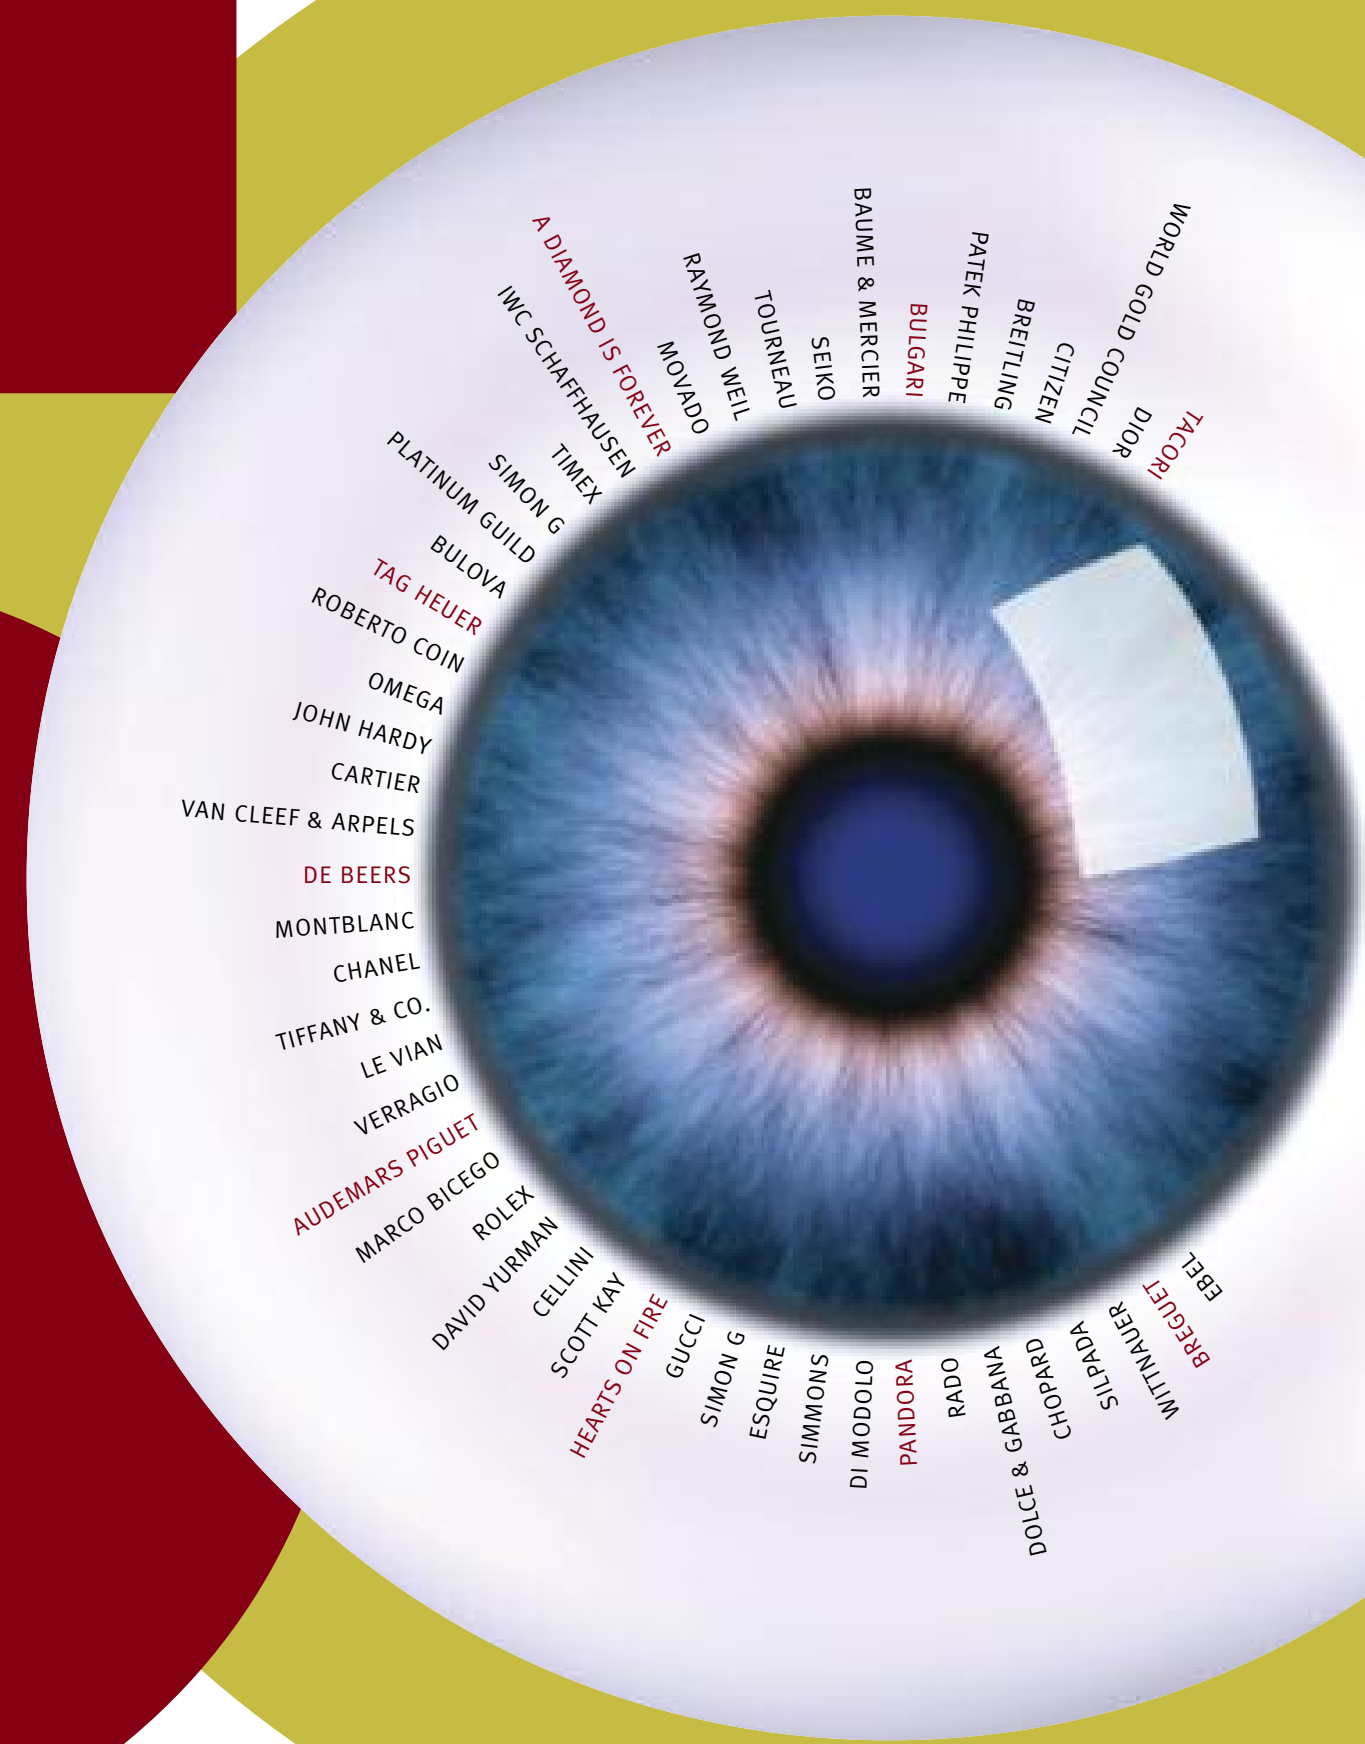 TACORI
DIOR
WORLD GOLD COUNCIL
CITIZEN
BREITLING
PATEK PHILIPPE
BULGARI
BAUME & MERCIER
SEIKO
TOURNEAU
RAYMOND WEIL
MOVADO
A DIAMOND IS FOREVER
IWC SCHAFFHAUSEN
TIMEX
SIMON G
PLATINUM GUILD
BULOVA
TAG HEUER
ROBERTO COIN
OMEGA
JOHN HARDY
CARTIER
VAN CLEEF & ARPELS
DE BEERS
MONTBLANC
CHANEL
TIFFANY & CO.
LE VIAN
VERRAGIO
AUDEMARS PIGUET
MARCO BICEGO
ROLEX
DAVID YURMAN
CELLINI
SCOTT KAY
HEARTS ON FIRE
GUCCI
SIMON G
ESQUIRE
SIMMONS
DI MODOLO
PANDORA
RADO
DOLCE & GABBANA
CHOPARD
SILPADA
WITTNAUER
BREGUET
EBEL